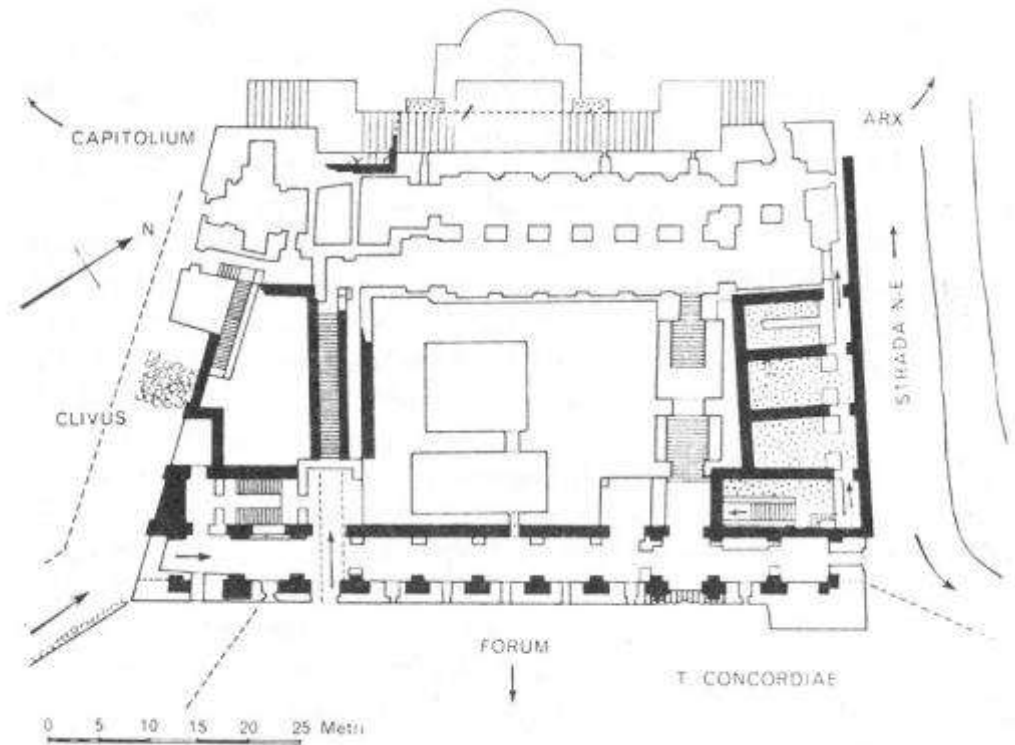 CAPITOLIUM
ARX
N
STRADA N-E
CLIVUS
FORUM
T. CONCORDIAE
0 5 10 15 20 25 Metri